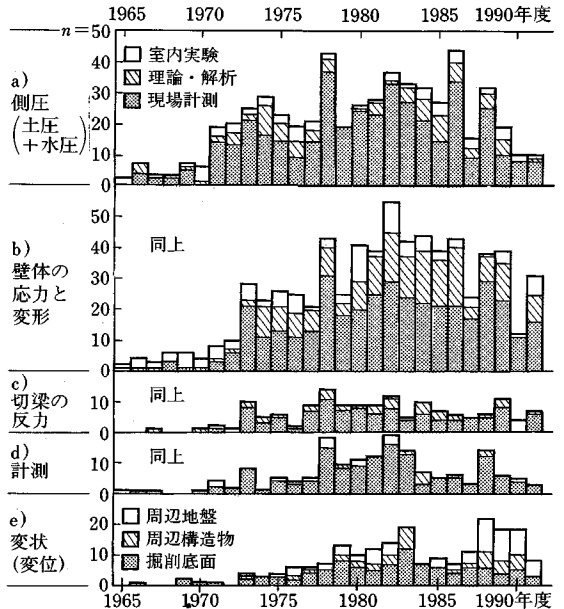 1965 1970 1975 1980 1985 1990年度
n=50
40
30
20
10
0
a)
側圧
(土圧
+水圧)
室内実験
理論・解析
現場計測
50
40
30
20
10
0
b)
壁体の
応力と
変形
同上
10
0
c)
切梁の
反力
同上
10
0
d)
計測
同上
20
10
0
e)
変状
(変位)
周辺地盤
周辺構造物
掘削底面
1965 1970 1975 1980 1985 1990年度